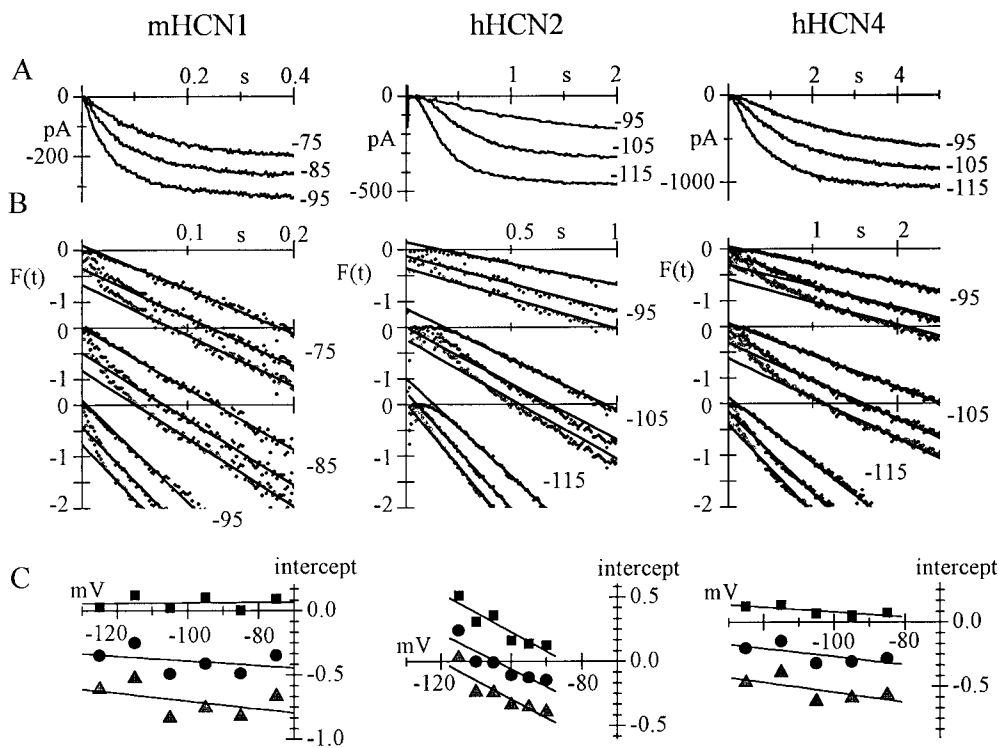 mHCN1 hHCN2 hHCN4
A
0.2 s 0.4 1 s 2 2 s 4
0 0 0
pA pA pA
-75 -95 -95
-200 -85 -105 -105
-95 -500 -115 -1000 -115
B
0.1 s 0.2 0.5 s 1 1 s 2
0 0 0
F(t) F(t) F(t)
-1 -1 -1
-95 -95
0 0 0
-75
-1 -1 -1
-105 -105
0 0 0
-85
-1 -1 -1
-115 -115
-2 -2 -2
-95
C
intercept intercept intercept
mV mV mV
0.0 0.5 0.0
-120 -100 -80 -120 -80 -100 -80
0.0
-0.5 -0.5
-0.5
-1.0